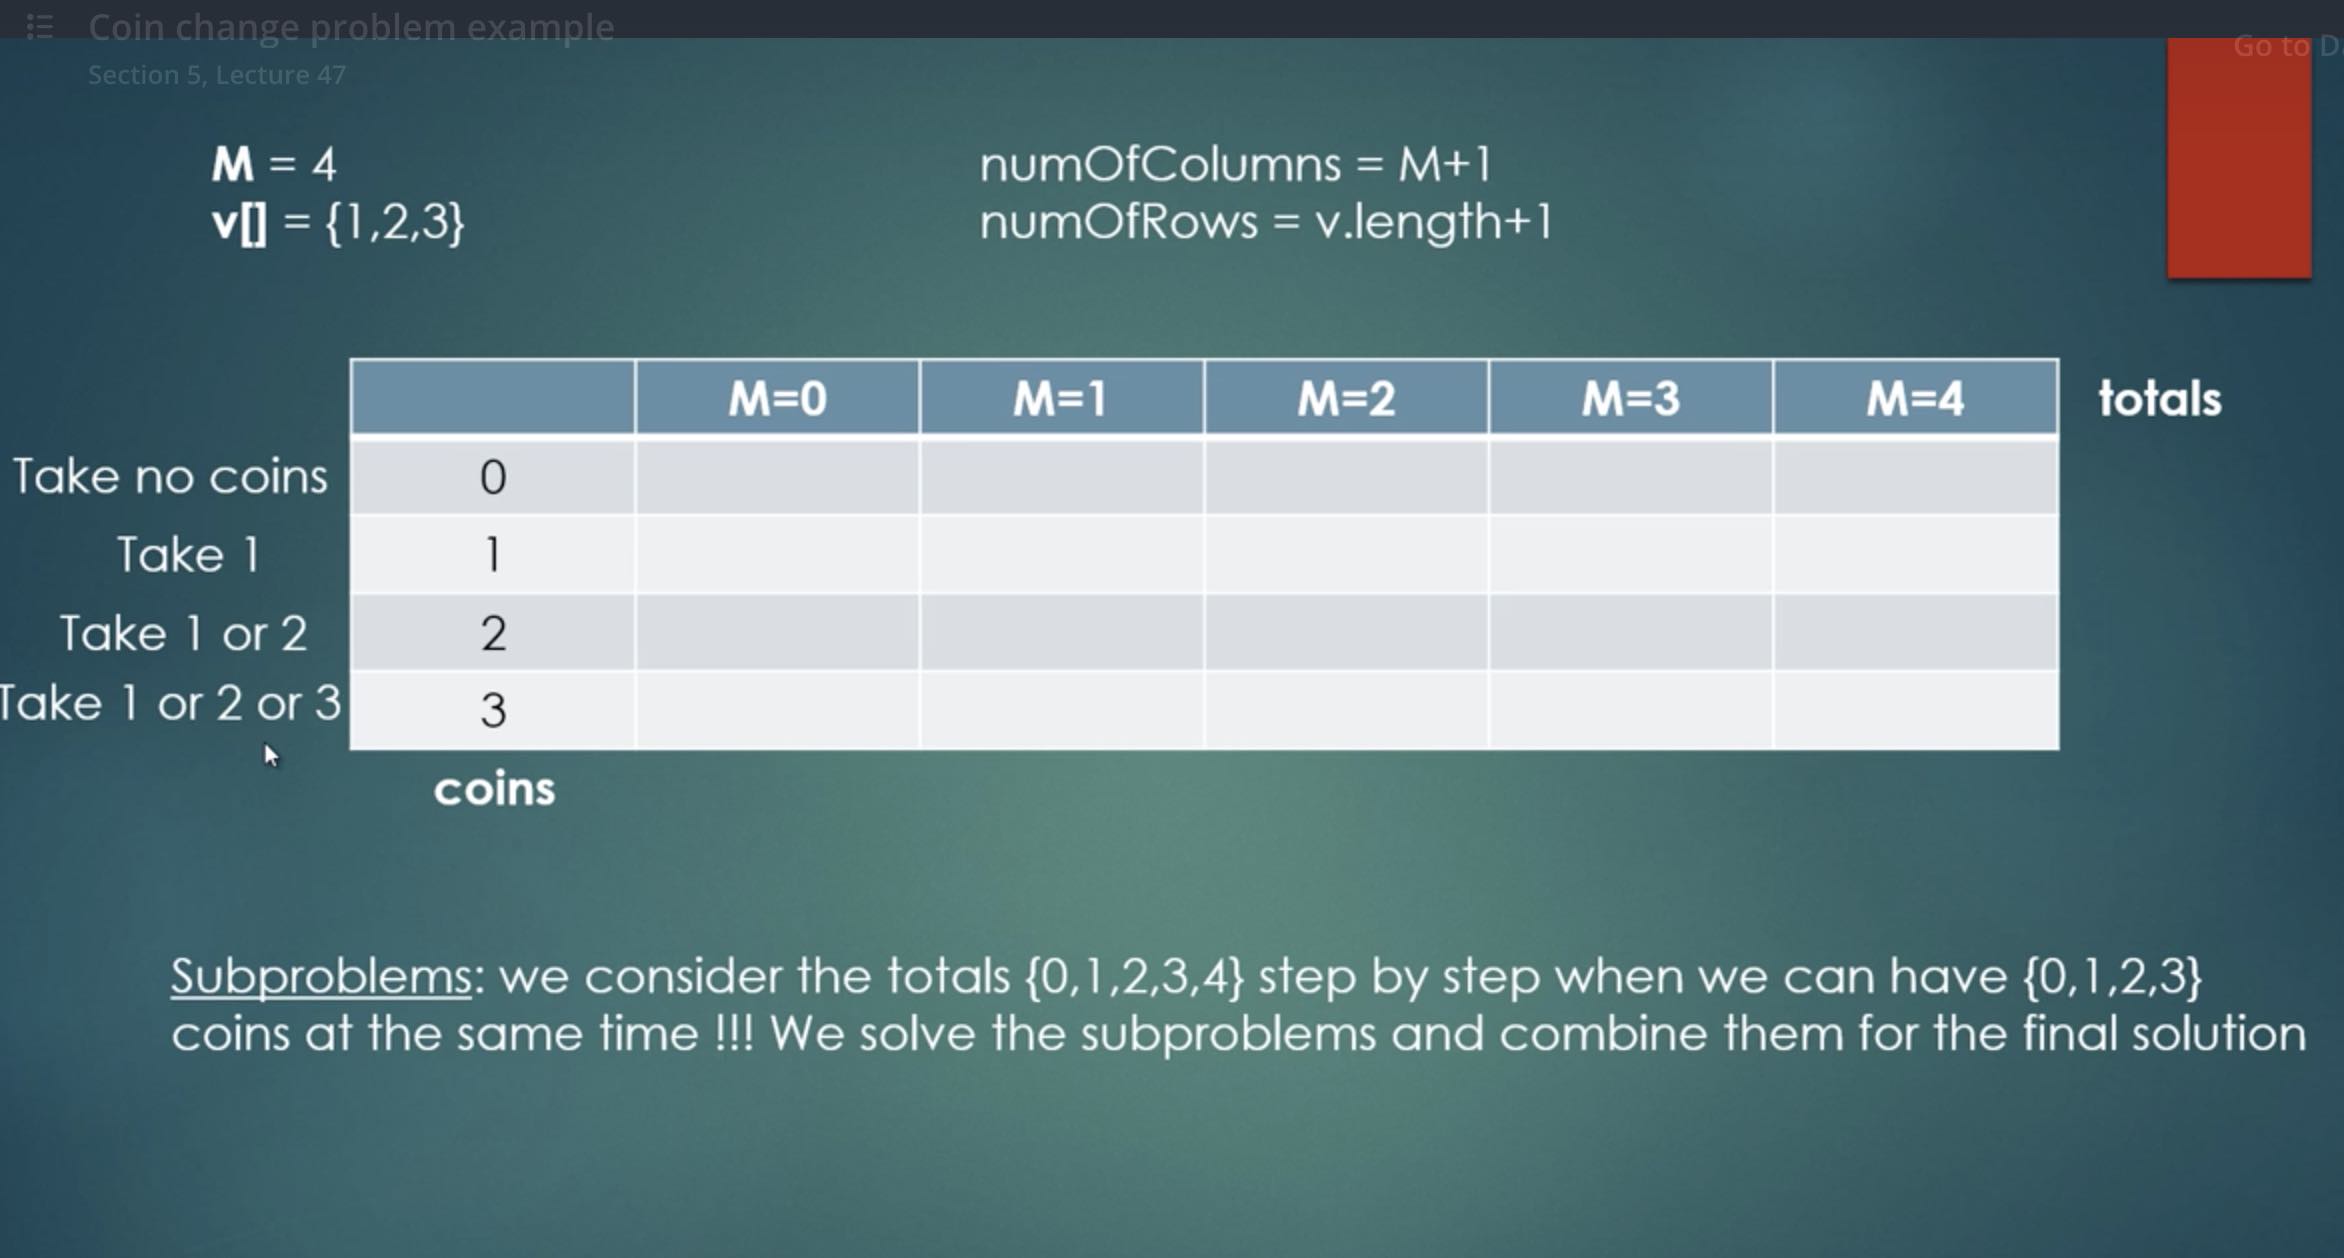 Coin change problem example
Go to D
Section 5, Lecture 47
M = 4
v[] = {1,2,3}
numOfColumns = M+1
numOfRows = v.length+1
M=0 M=1 M=2 M=3 M=4 totals
Take no coins 0
Take 1 1
Take 1 or 2 2
Take 1 or 2 or 3 3
coins
Subproblems: we consider the totals {0,1,2,3,4} step by step when we can have {0,1,2,3}
coins at the same time !!! We solve the subproblems and combine them for the final solution